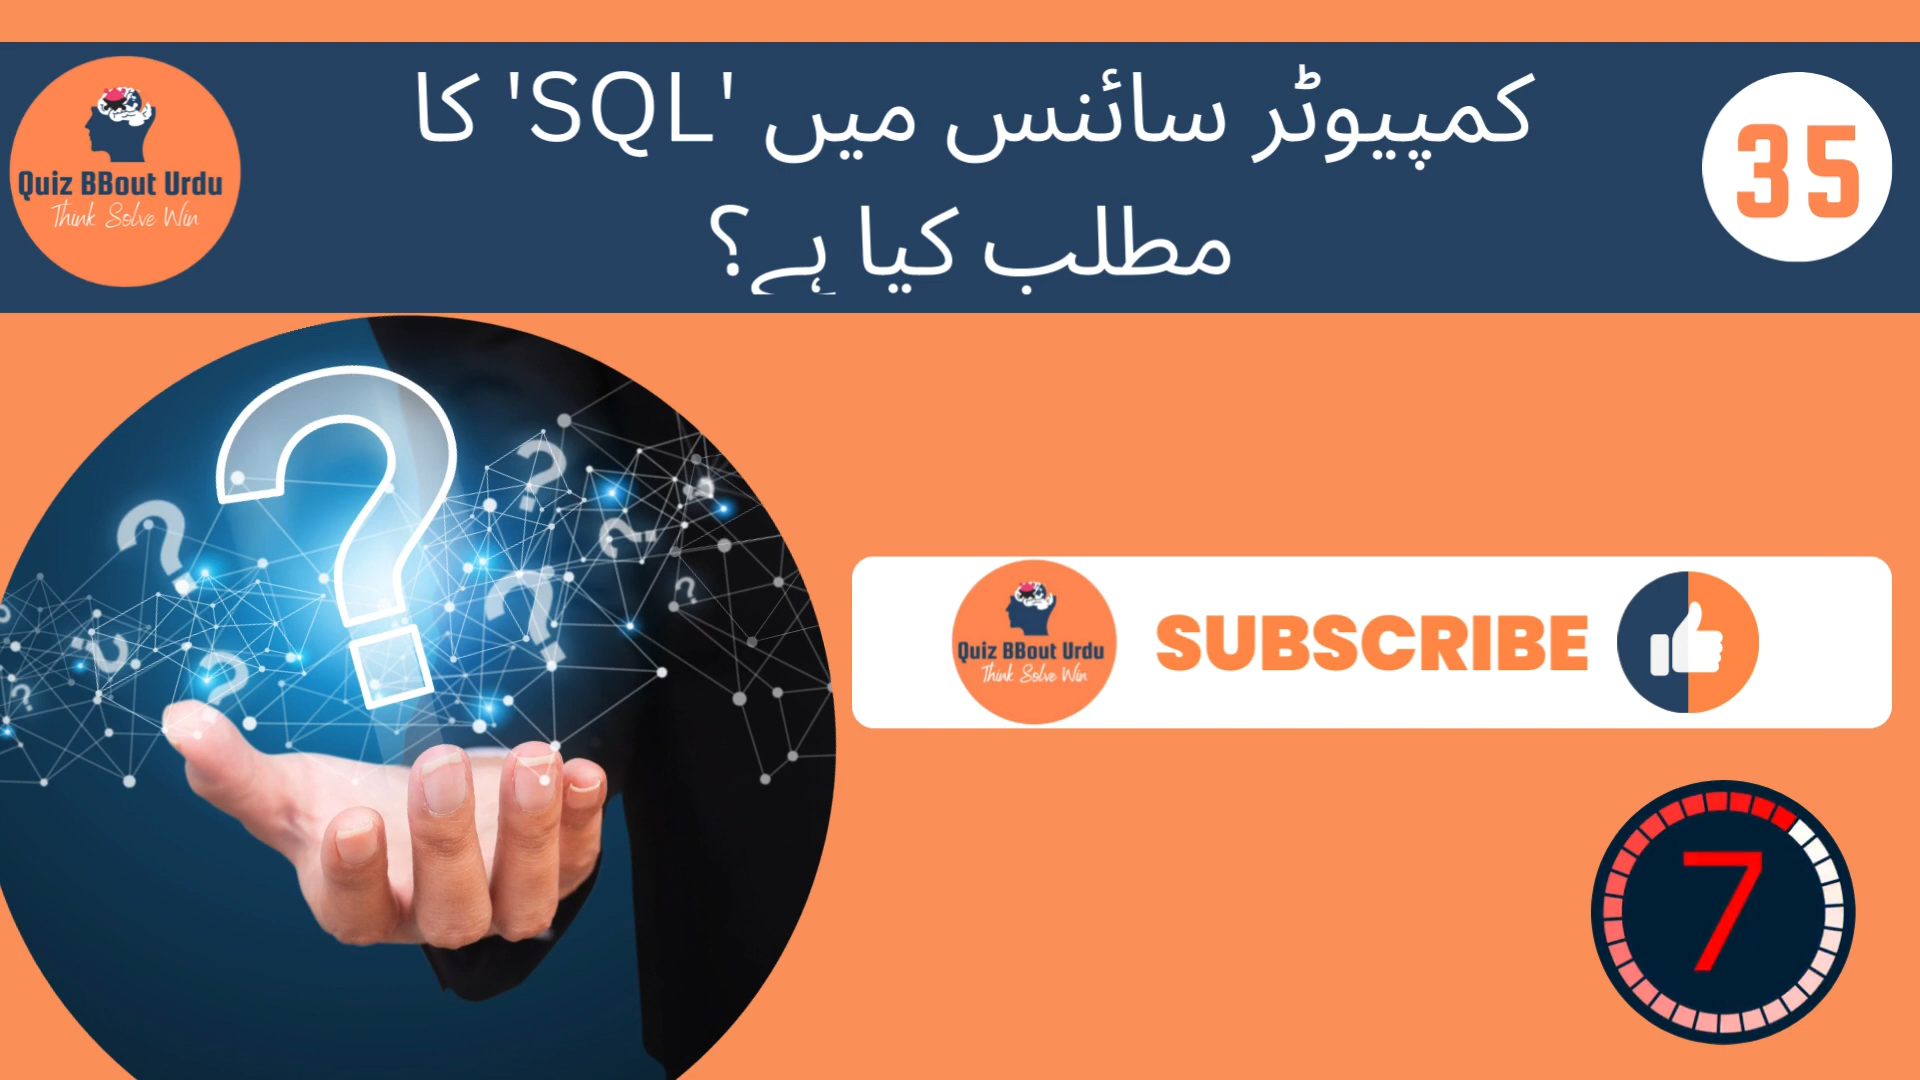 کمپیوٹر سائنس میں 'SQL' کا
مطلب کیا ہے؟
35
Quiz BBout Urdu
Think Solve Win
Quiz BBout Urdu
Think Solve Win
SUBSCRIBE
7